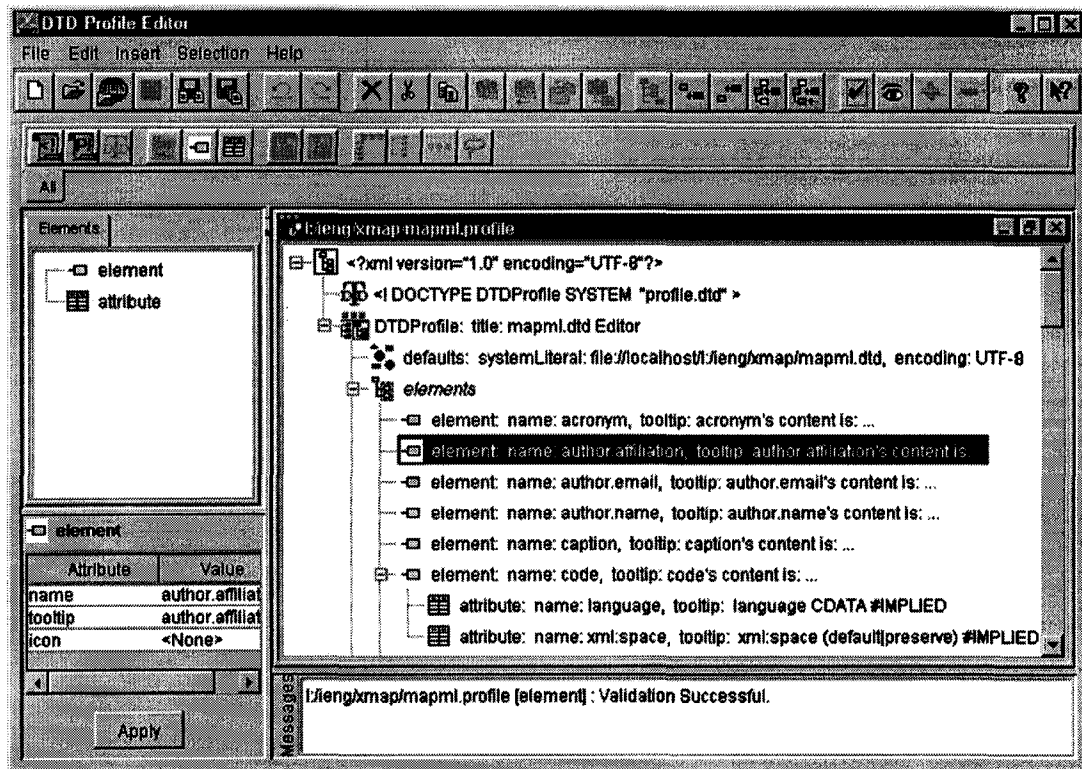 DTD Profile Editor
File Edit Insert Selection Help
All
Elements
element
attribute
element
Attribute Value
name author.affiliat
tooltip author.affiliat
icon <None>
Apply
l:/ieng/xmap-mapml.profile
<?xml version="1.0" encoding="UTF-8"?>
<! DOCTYPE DTDProfile SYSTEM "profile.dtd" >
DTDProfile: title: mapml.dtd Editor
defaults: systemLiteral: file://localhost/l:/ieng/xmap/mapml.dtd, encoding: UTF-8
elements
element: name: acronym, tooltip: acronym's content is: ...
element: name: author.affiliation, tooltip: author.affiliation's content is:
element: name: author.email, tooltip: author.email's content is: ...
element: name: author.name, tooltip: author.name's content is: ...
element: name: caption, tooltip: caption's content is: ...
element: name: code, tooltip: code's content is: ...
attribute: name: language, tooltip: language CDATA #IMPLIED
attribute: name: xml:space, tooltip: xml:space (default|preserve) #IMPLIED
Messages
l:/ieng/xmap/mapml.profile [element] : Validation Successful.